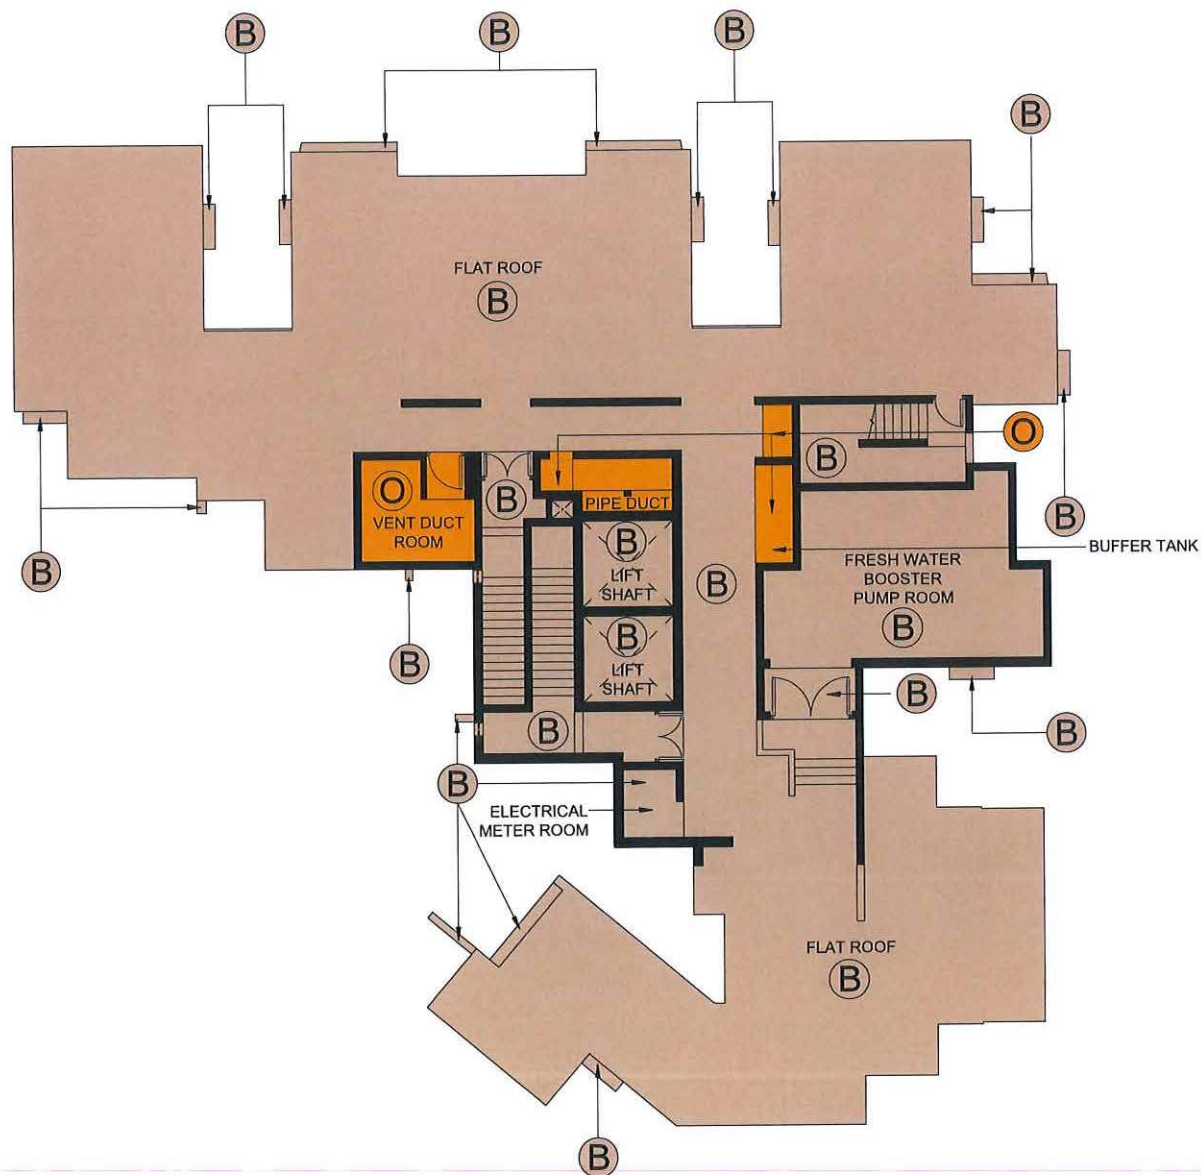 B
B
B
B
FLAT ROOF
B
O
B
B
O
VENT DUCT
ROOM
B
PIPE DUCT
B
LIFT
SHAFT
B
LIFT
SHAFT
B
FRESH WATER
BOOSTER
PUMP ROOM
B
BUFFER TANK
B
B
B
B
B
B
B
ELECTRICAL
METER ROOM
FLAT ROOF
B
B